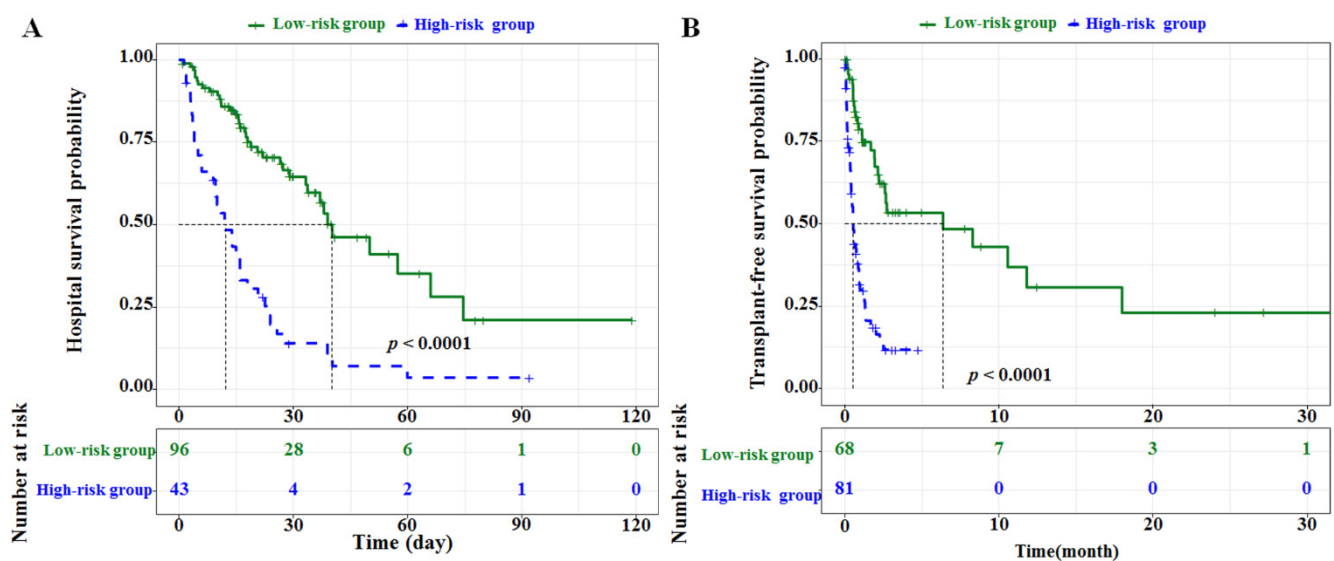 A
Low-risk group
High-risk group
Hospital survival probability
1.00
0.75
0.50
0.25
0.00
p < 0.0001
0 30 60 90 120
Number at risk
Low-risk group 96 28 6 1 0
High-risk group 43 4 2 1 0
0 30 60 90 120
Time (day)
B
Low-risk group
High-risk group
Transplant-free survival probability
1.00
0.75
0.50
0.25
0.00
p < 0.0001
0 10 20 30
Number at risk
Low-risk group 68 7 3 1
High-risk group 81 0 0 0
0 10 20 30
Time(month)